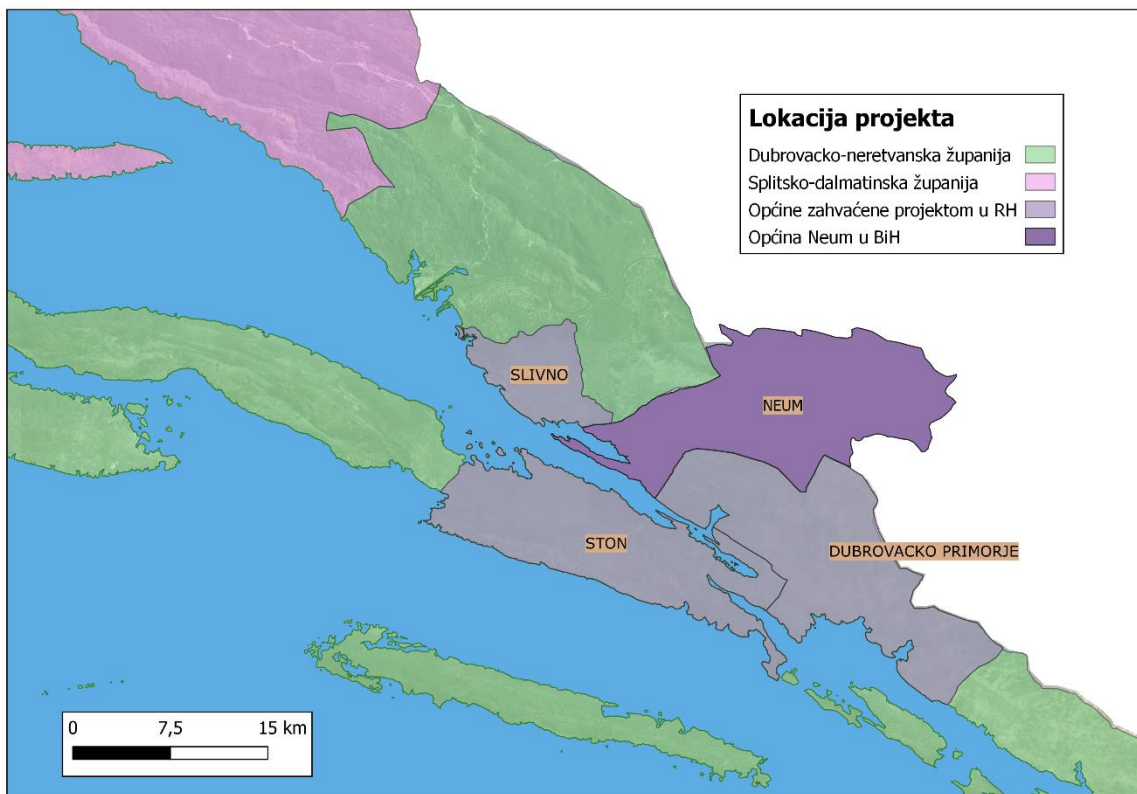 Lokacija projekta
Dubrovacko-neretvanska županija
Splitsko-dalmatinska županija
Općine zahvaćene projektom u RH
Općina Neum u BiH
SLIVNO
NEUM
STON
DUBROVACKO PRIMORJE
0 7,5 15 km